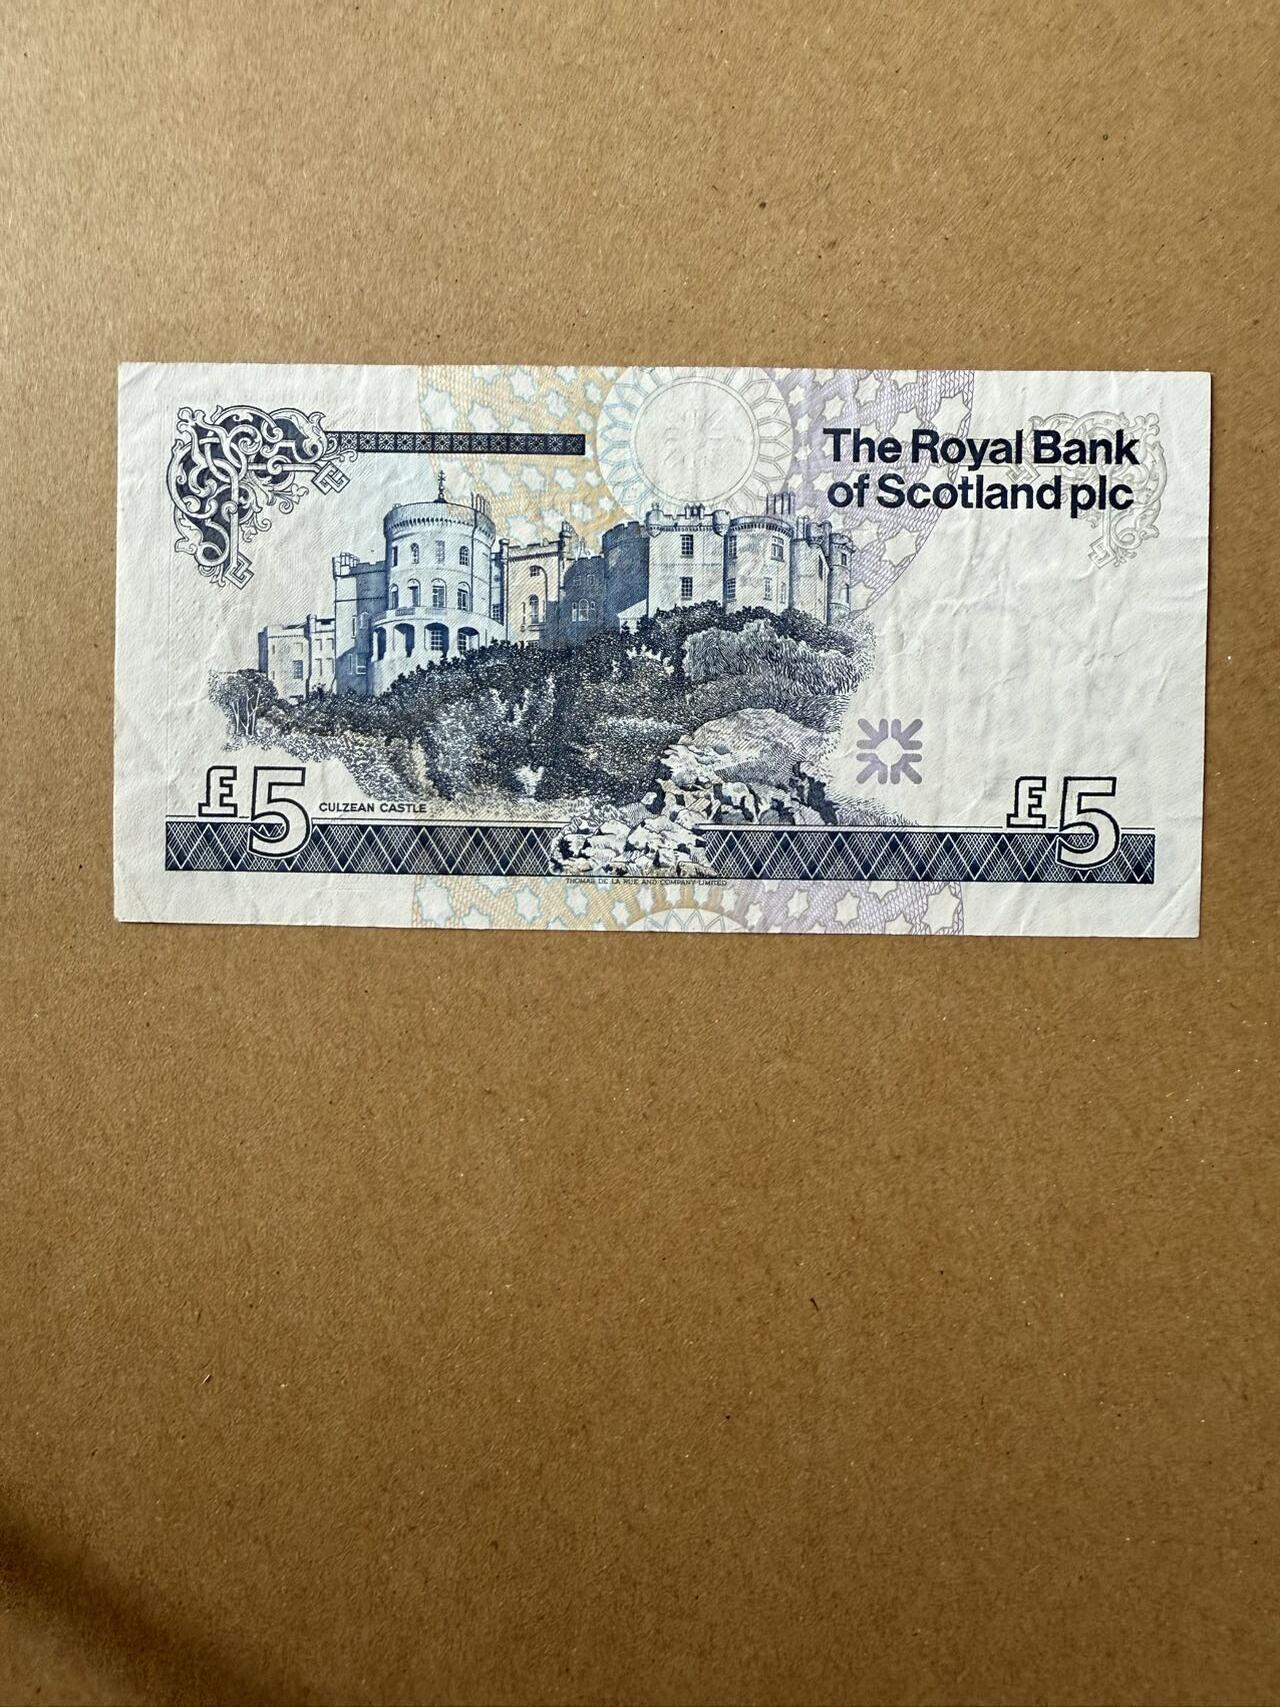 The Royal Bank
of Scotland plc
£5 CULZEAN CASTLE £5
THOMAS DE LA RUE AND COMPANY LIMITED